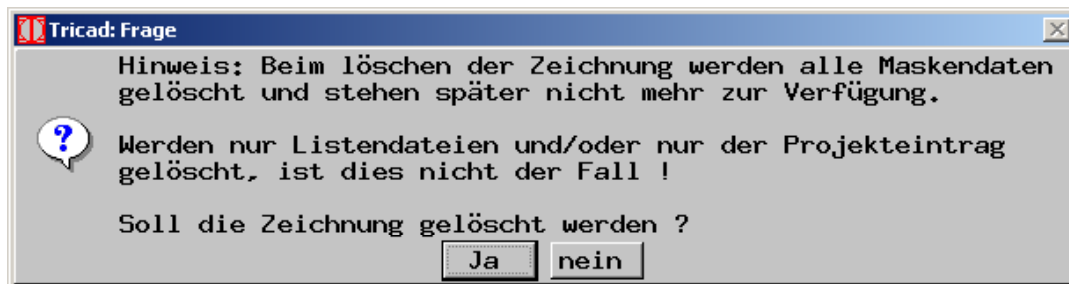 Tricad: Frage
Hinweis: Beim löschen der Zeichnung werden alle Maskendaten
gelöscht und stehen später nicht mehr zur Verfügung.
Werden nur Listendateien und/oder nur der Projekteintrag
gelöscht, ist dies nicht der Fall !
Soll die Zeichnung gelöscht werden ?
Ja nein